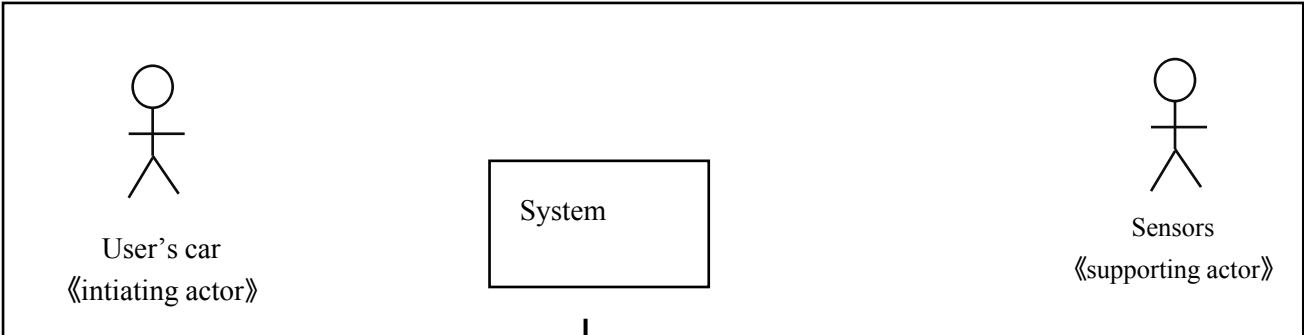 System
User’s car
《intiating actor》
Sensors
《supporting actor》